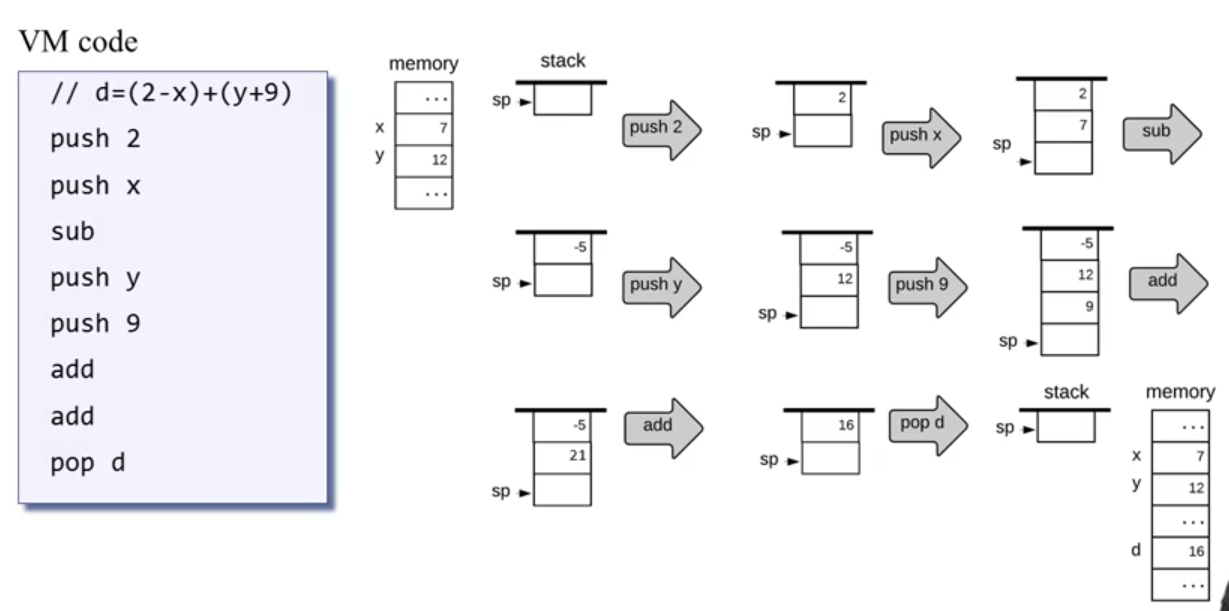 VM code
// d=(2-x)+(y+9)
push 2
push x
sub
push y
push 9
add
add
pop d
memory
...
x 7
y 12
...
stack
sp
push 2
2
sp
push x
2
7
sp
sub
-5
sp
push y
-5
12
sp
push 9
-5
12
9
sp
add
-5
21
sp
add
16
sp
pop d
stack
sp
memory
...
x 7
y 12
...
d 16
...